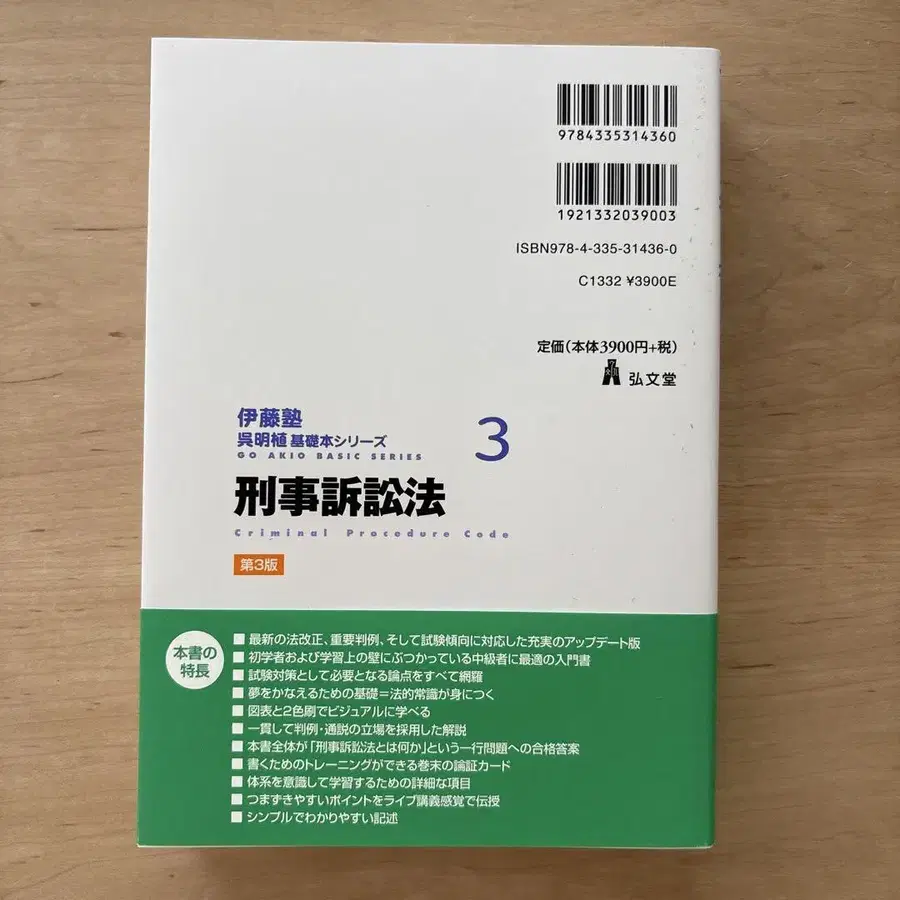 9784335314360
1921332039003
ISBN978-4-335-31436-0
C1332 ¥3900E
定価(本体3900円+税)
弘文堂
伊藤塾
呉明植 基礎本シリーズ
GO AKIO BASIC SERIES
3
刑事訴訟法
Criminal Procedure Code
第3版
本書の
特長
■ 最新の法改正、重要判例、そして試験傾向に対応した充実のアップデート版
■ 初学者および学習上の壁にぶつかっている中級者に最適の入門書
■ 試験対策として必要となる論点をすべて網羅
■ 夢をかなえるための基礎=法的常識が身につく
■ 図表と2色刷でビジュアルに学べる
■ 一貫して判例・通説の立場を採用した解説
■ 本書全体が「刑事訴訟法とは何か」という一行問題への合格答案
■ 書くためのトレーニングができる巻末の論証カード
■ 体系を意識して学習するための詳細な項目
■ つまずきやすいポイントをライブ講義感覚で伝授
■ シンプルでわかりやすい記述